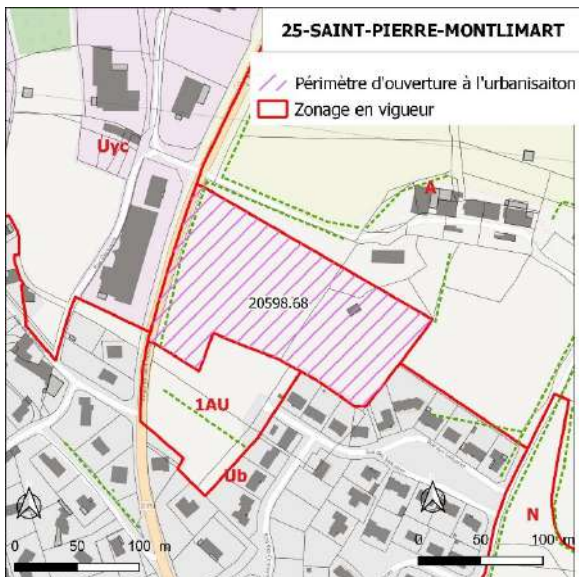 25-SAINT-PIERRE-MONTLIMART
Périmètre d'ouverture à l'urbanisaiton
Zonage en vigueur
Uyc
A
20598.68
1AU
Ub
N
0 50 100 m
0 50 100 m